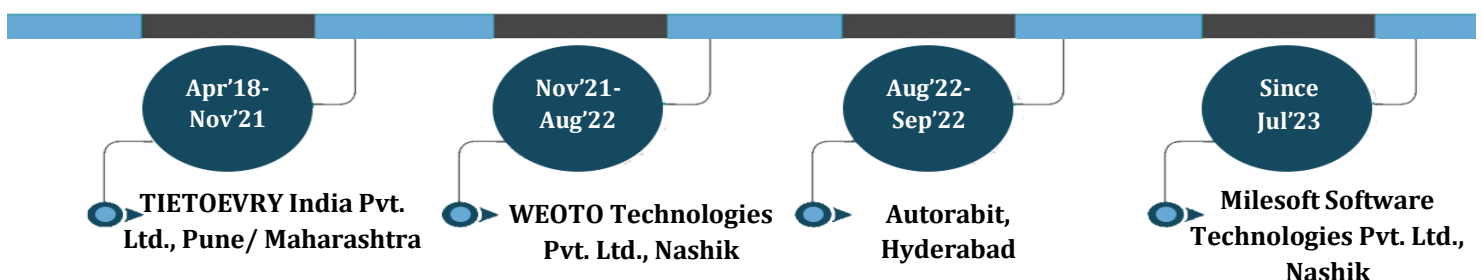 Apr’18-
Nov’21
Nov’21-
Aug’22
Aug’22-
Sep’22
Since
Jul’23
TIETOEVRY India Pvt.
Ltd., Pune/ Maharashtra
WEOTO Technologies
Pvt. Ltd., Nashik
Autorabit,
Hyderabad
Milesoft Software
Technologies Pvt. Ltd.,
Nashik